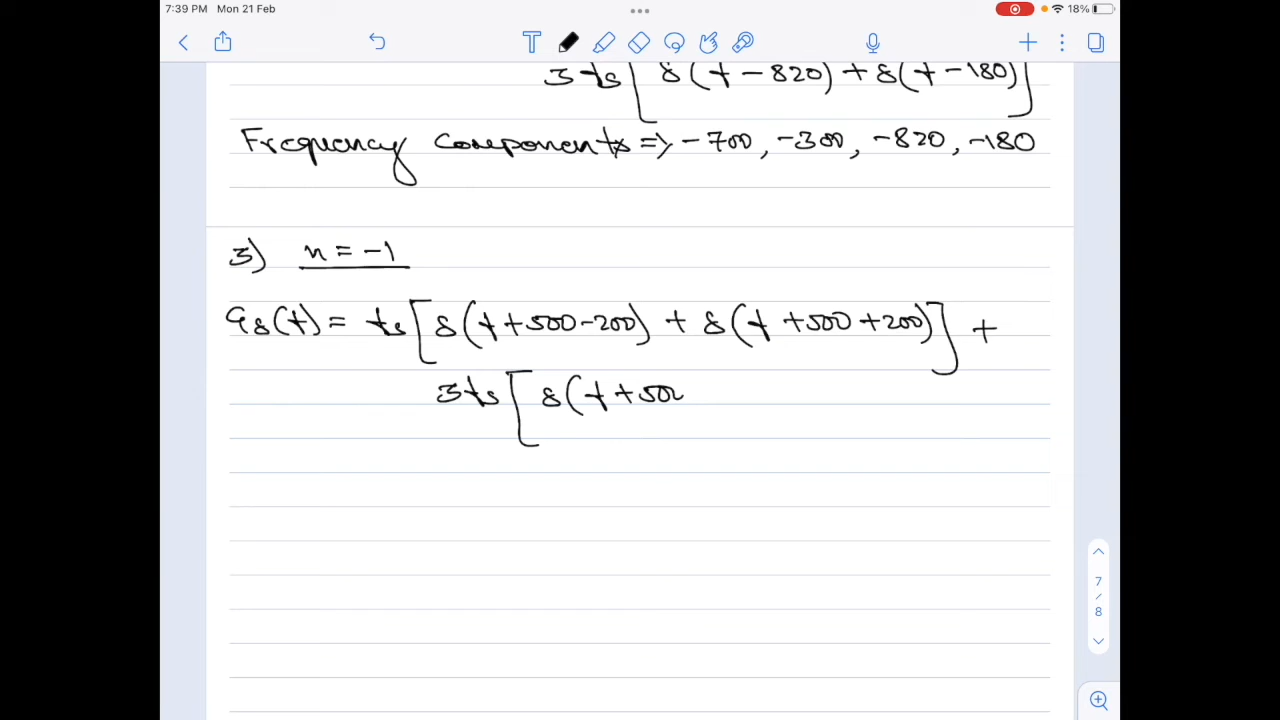 7:39 PM Mon 21 Feb
18%
3ts[δ(f-820) + δ(f-180)]
Frequency Components => -700, -300, -820, -180
3) n = -1
Gδ(f) = fs[δ(f+500-200) + δ(f+500+200)] +
3fs[δ(f+500
7
/
8